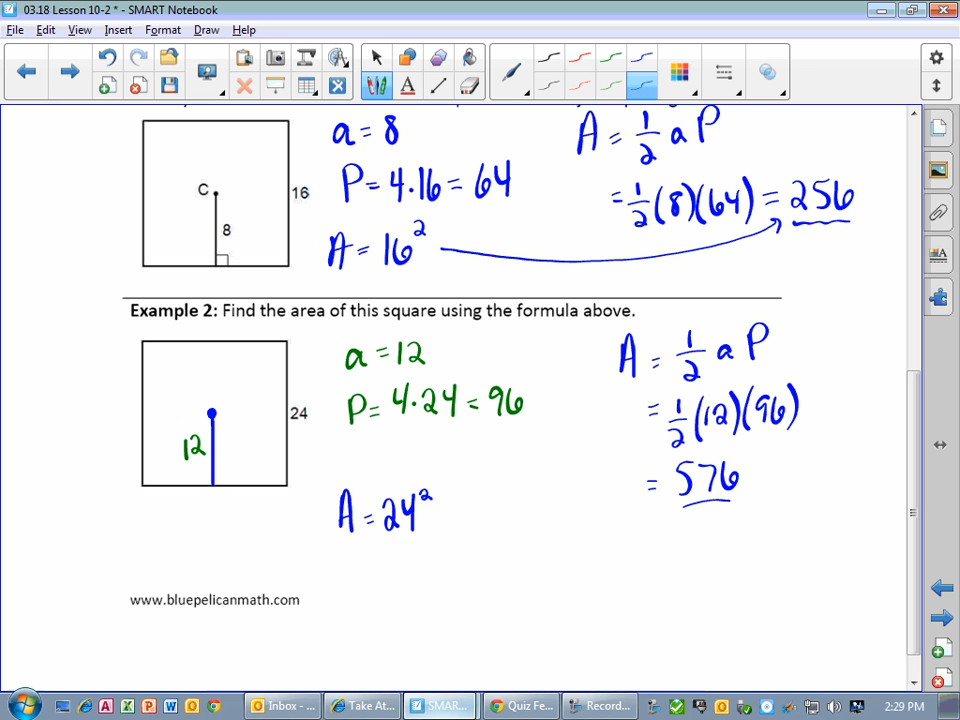 03.18 Lesson 10-2 * - SMART Notebook
File Edit View Insert Format Draw Help
a = 8
A = 1/2 a P
C
16
P = 4·16 = 64
= 1/2 (8)(64) = 256
8
A = 16²
Example 2: Find the area of this square using the formula above.
a = 12
A = 1/2 a P
24
P = 4·24 = 96
= 1/2 (12)(96)
12
= 576
A = 24²
www.bluepelicanmath.com
Inbox - ... Take At... SMAR... Quiz Fe... Record... 2:29 PM